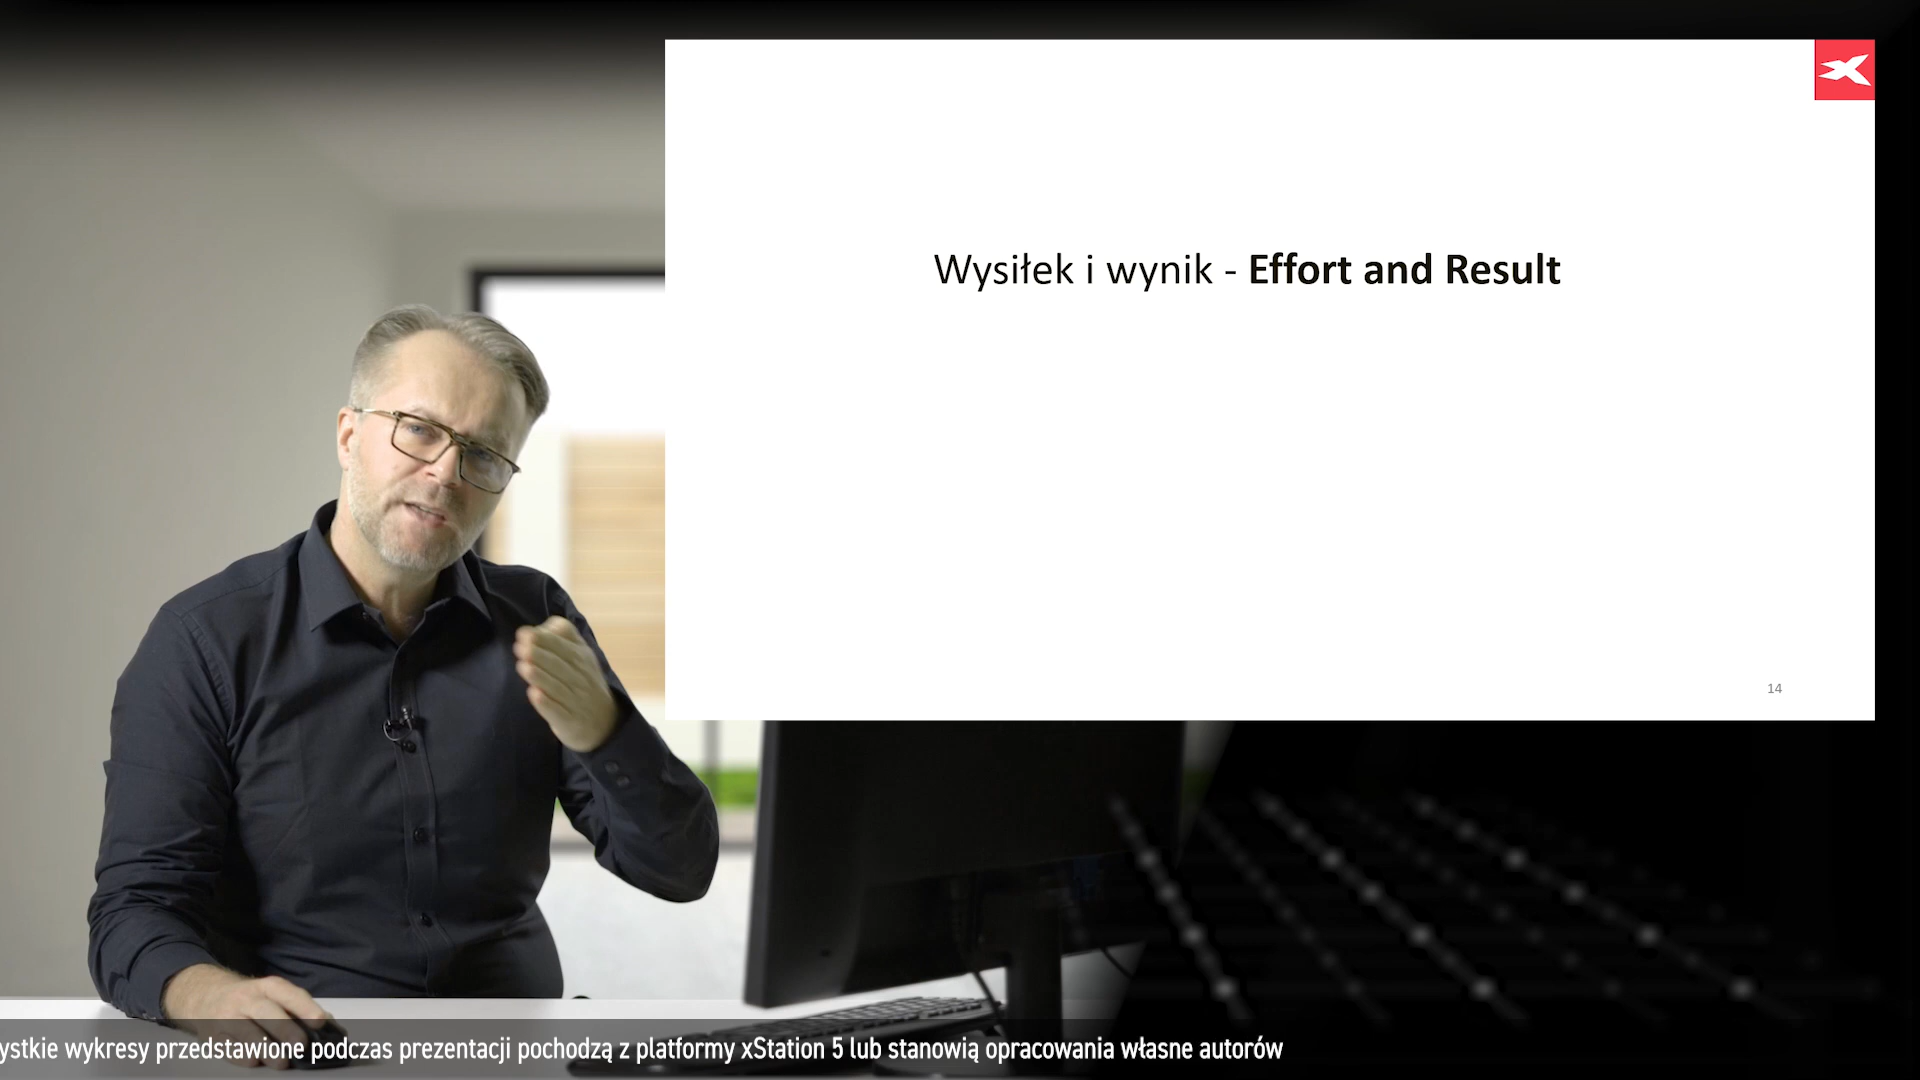 Wysiłek i wynik - Effort and Result
14
ystkie wykresy przedstawione podczas prezentacji pochodzą z platformy xStation 5 lub stanowią opracowania własne autorów